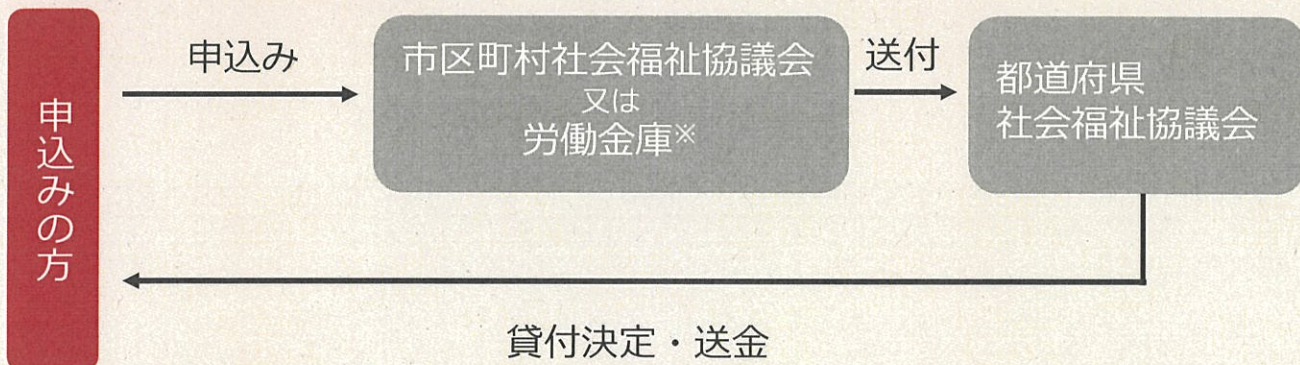 申込みの方
申込み
市区町村社会福祉協議会
又は
労働金庫※
送付
都道府県
社会福祉協議会
貸付決定・送金